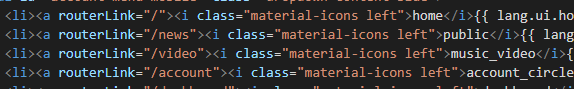 <li><a routerLink="/"><i class="material-icons left">home</i>{{ lang.ui.ho
<li><a routerLink="/news"><i class="material-icons left">public</i>{{ lang
<li><a routerLink="/video"><i class="material-icons left">music_video</i>{
<li><a routerLink="/account"><i class="material-icons left">account_circle